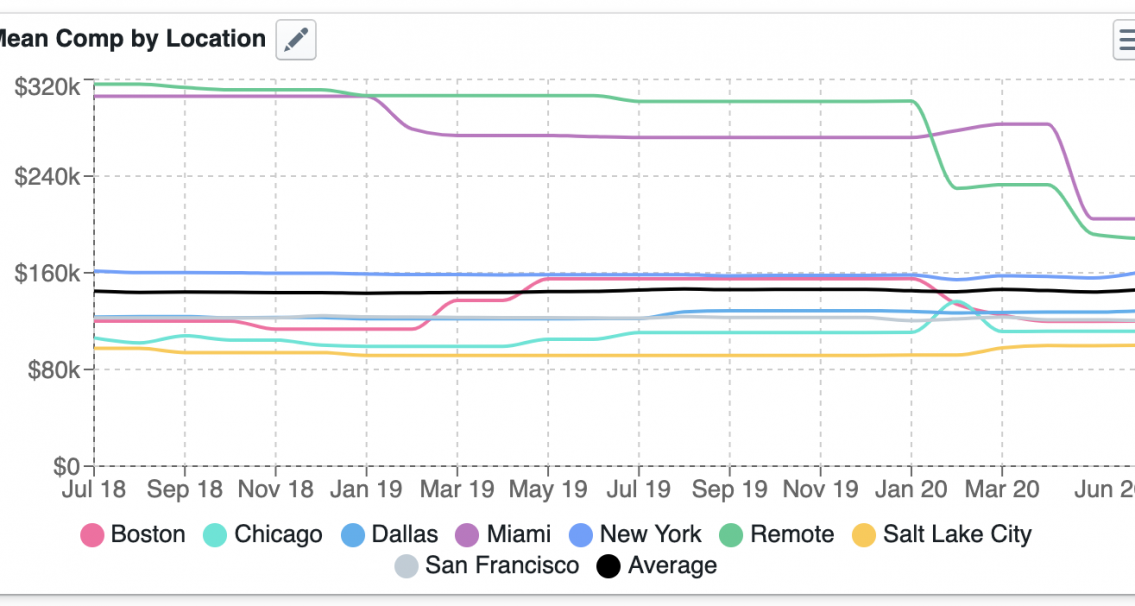 Mean Comp by Location
$320k
$240k
$160k
$80k
$0
Jul 18 Sep 18 Nov 18 Jan 19 Mar 19 May 19 Jul 19 Sep 19 Nov 19 Jan 20 Mar 20 Jun 20
Boston Chicago Dallas Miami New York Remote Salt Lake City
San Francisco Average